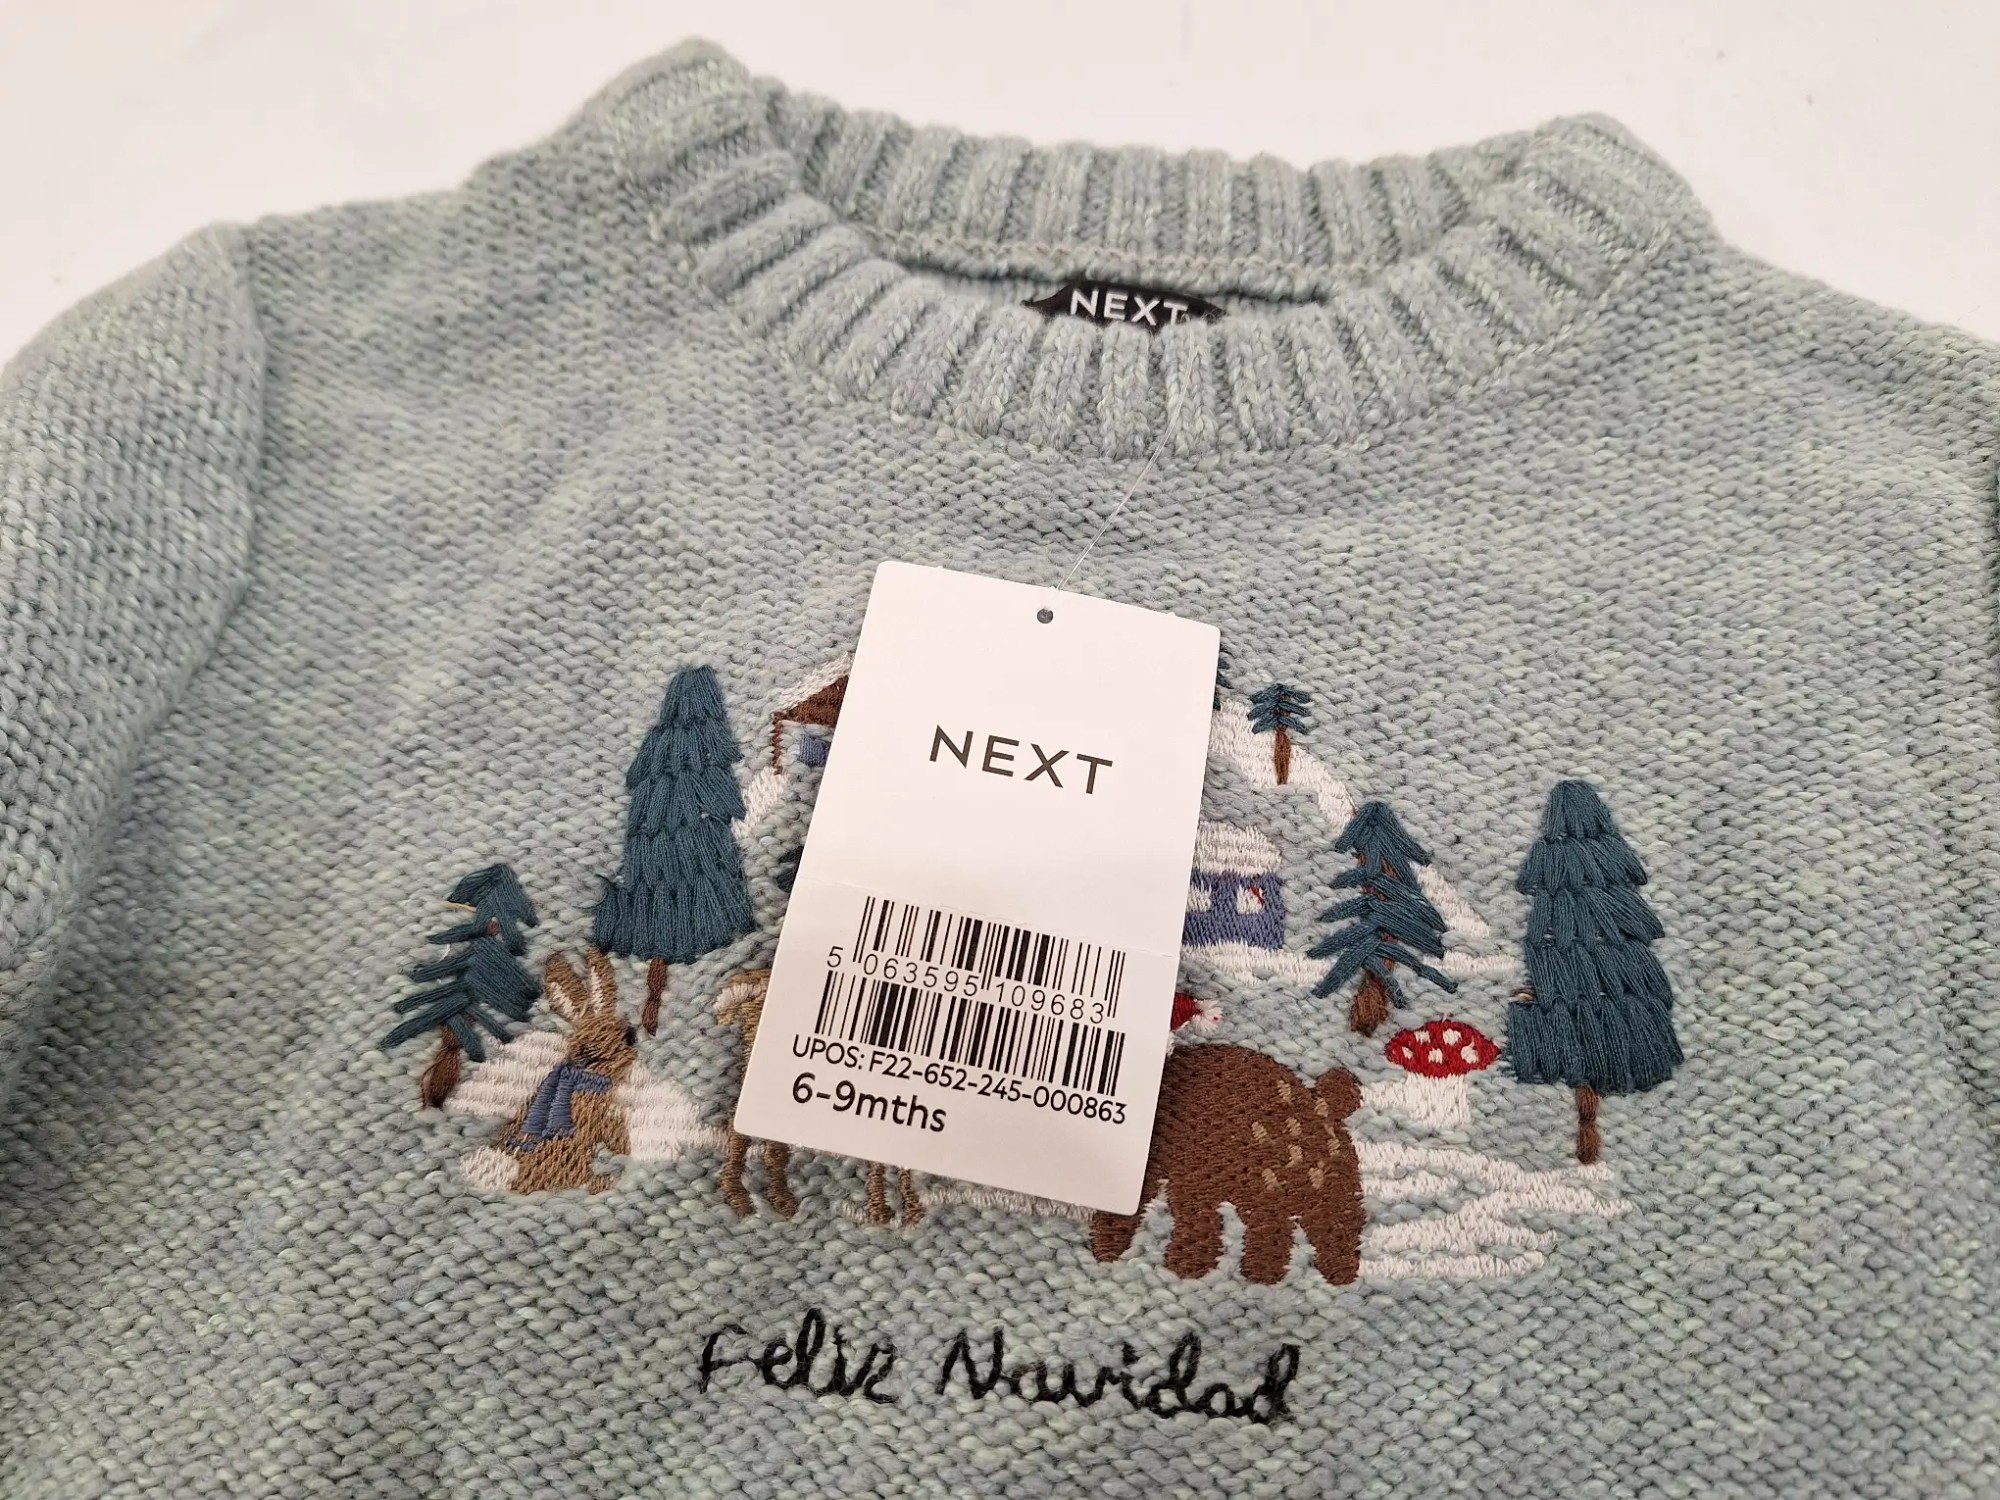 NEXT
NEXT
5 063595 109683
UPOS: F22-652-245-000863
6-9mths
Feliz Navidad